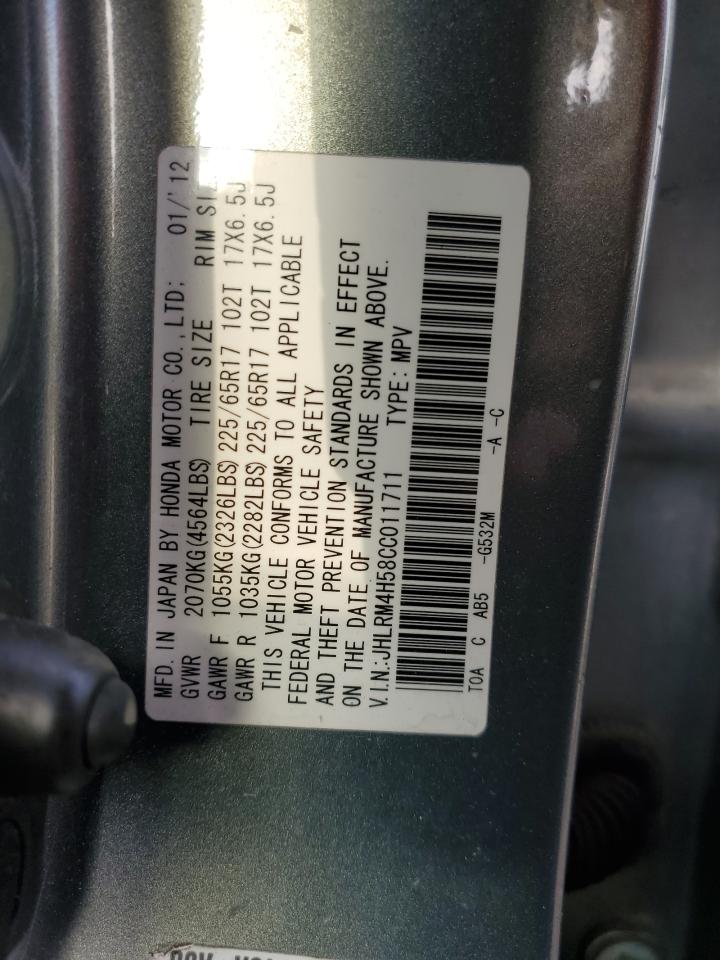 MFD. IN JAPAN BY HONDA MOTOR CO.,LTD; 01/'12
GVWR 2070KG(4564LBS) TIRE SIZE RIM
GAWR F 1055KG(2326LBS)225/65R17 102T 17X6.5J
GAWR R 1035KG(2282LBS)225/65R17 102T 17X6.5J
THIS VEHICLE CONFORMS TO ALL APPLICABLE
FEDERAL MOTOR VEHICLE SAFETY
AND THEFT PREVENTION STANDARDS IN EFFECT
ON THE DATE OF MANUFACTURE SHOWN ABOVE.
V.I.N.:JHLRM4H58CC011711 TYPE:MPV
TOA C AB5 -G532M -A -C